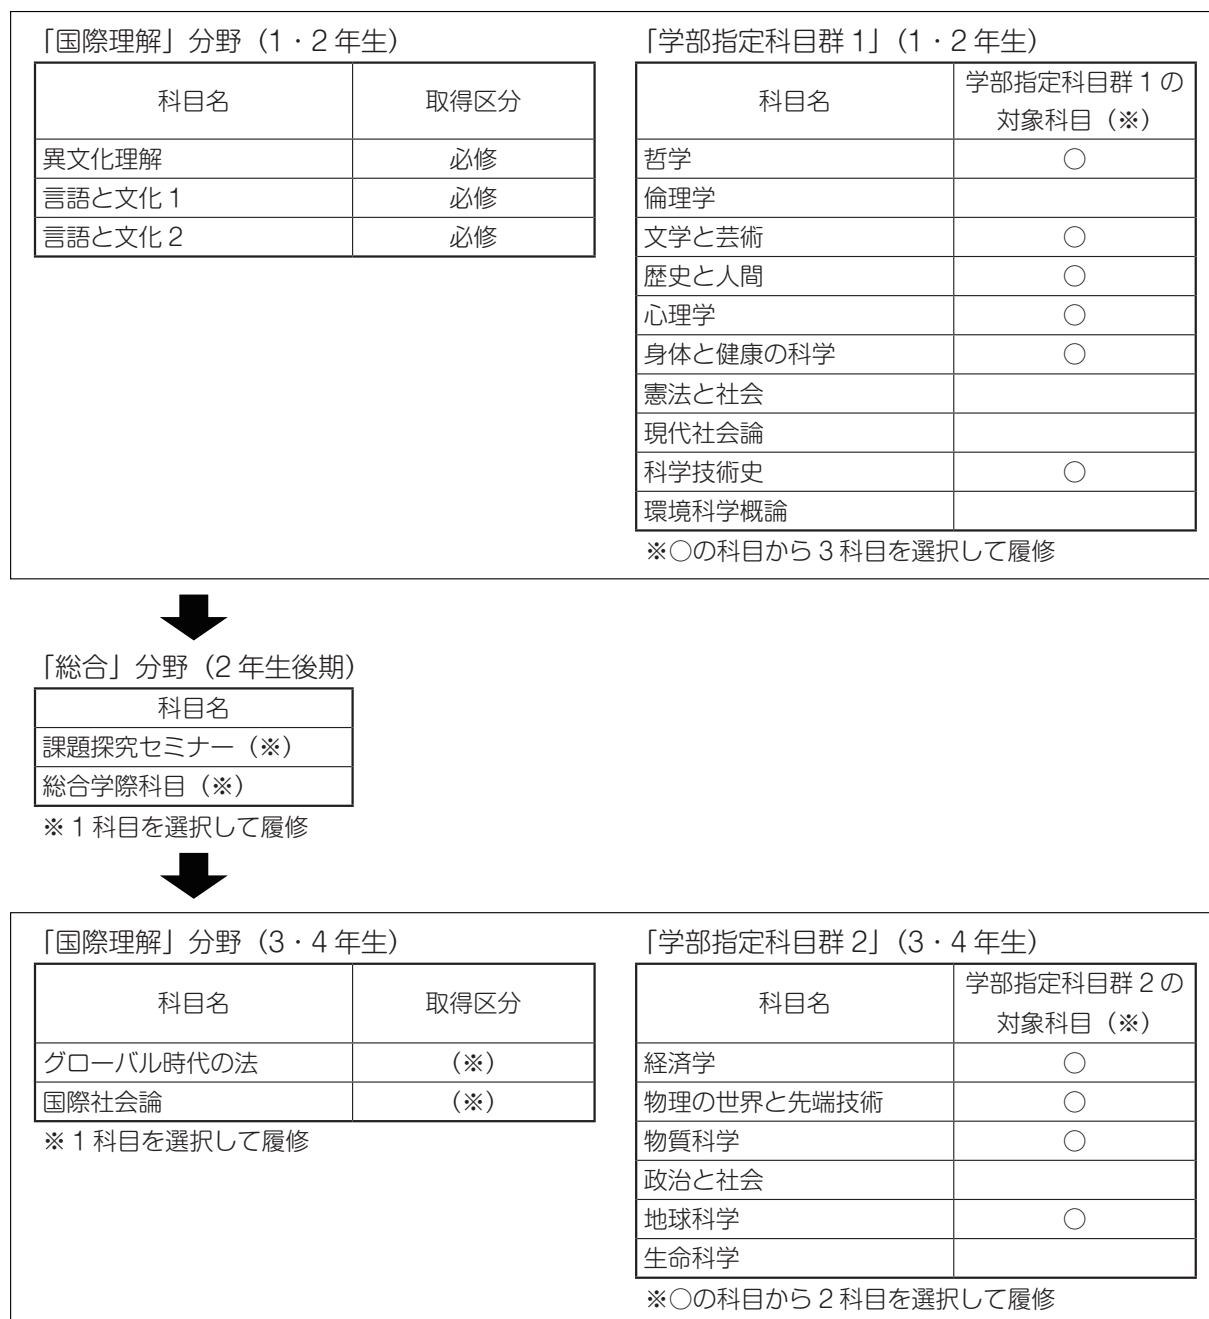 「国際理解」分野（1・2年生）
科目名 取得区分
異文化理解 必修
言語と文化1 必修
言語と文化2 必修
「学部指定科目群1」（1・2年生）
科目名 学部指定科目群1の
対象科目（※）
哲学 ○
倫理学
文学と芸術 ○
歴史と人間 ○
心理学 ○
身体と健康の科学 ○
憲法と社会
現代社会論
科学技術史 ○
環境科学概論
※○の科目から3科目を選択して履修
「総合」分野（2年生後期）
科目名
課題探究セミナー（※）
総合学際科目（※）
※1科目を選択して履修
「国際理解」分野（3・4年生）
科目名 取得区分
グローバル時代の法 （※）
国際社会論 （※）
※1科目を選択して履修
「学部指定科目群2」（3・4年生）
科目名 学部指定科目群2の
対象科目（※）
経済学 ○
物理の世界と先端技術 ○
物質科学 ○
政治と社会
地球科学 ○
生命科学
※○の科目から2科目を選択して履修